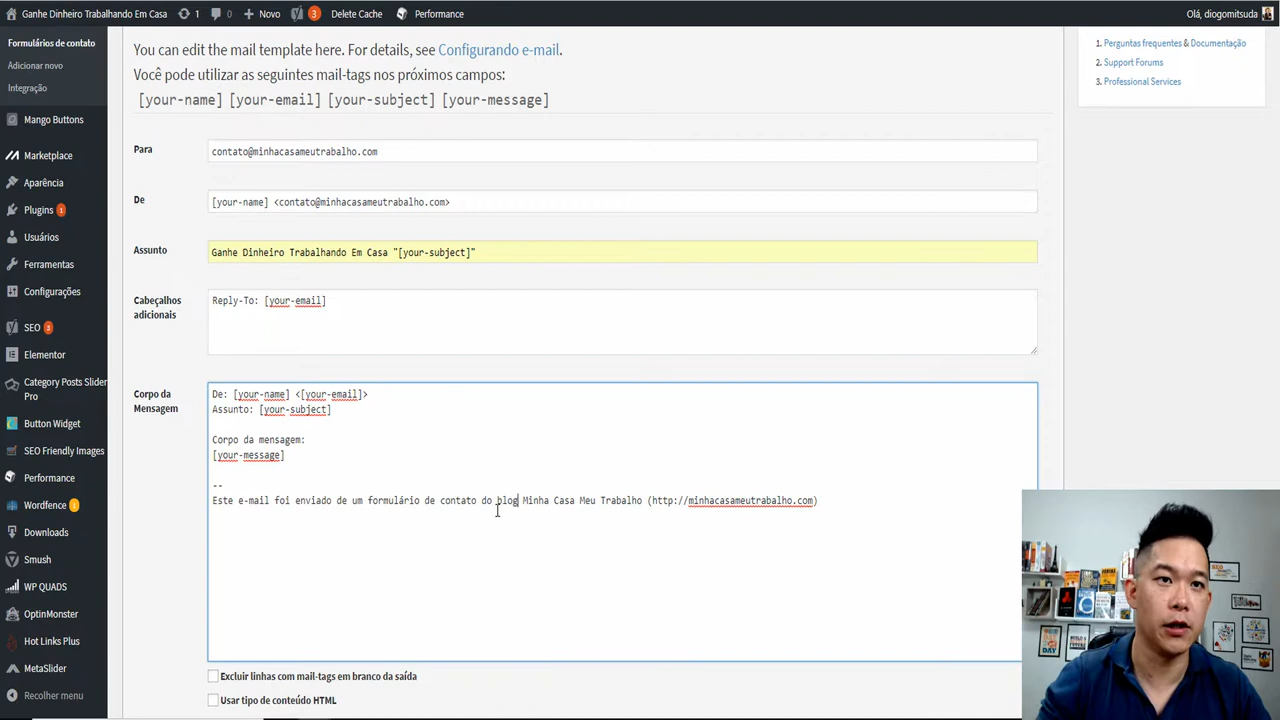 Ganhe Dinheiro Trabalhando Em Casa 1 0 + Novo 3 Delete Cache Performance Olá, diogomitsuda
Formulários de contato
Adicionar novo
Integração
Mango Buttons
Marketplace
Aparência
Plugins 1
Usuários
Ferramentas
Configurações
SEO 3
Elementor
Category Posts Slider
Pro
Button Widget
SEO Friendly Images
Performance
Wordfence 1
Downloads
Smush
WP QUADS
OptinMonster
Hot Links Plus
MetaSlider
Recolher menu
You can edit the mail template here. For details, see Configurando e-mail.
Você pode utilizar as seguintes mail-tags nos próximos campos:
[your-name] [your-email] [your-subject] [your-message]
Para
contato@minhacasameutrabalho.com
De
[your-name] <contato@minhacasameutrabalho.com>
Assunto
Ganhe Dinheiro Trabalhando Em Casa "[your-subject]"
Cabeçalhos
adicionais
Reply-To: [your-email]
Corpo da
Mensagem
De: [your-name] <[your-email]>
Assunto: [your-subject]
Corpo da mensagem:
[your-message]
--
Este e-mail foi enviado de um formulário de contato do blog Minha Casa Meu Trabalho (http://minhacasameutrabalho.com)
Excluir linhas com mail-tags em branco da saída
Usar tipo de conteúdo HTML
1. Perguntas frequentes & Documentação
2. Support Forums
3. Professional Services